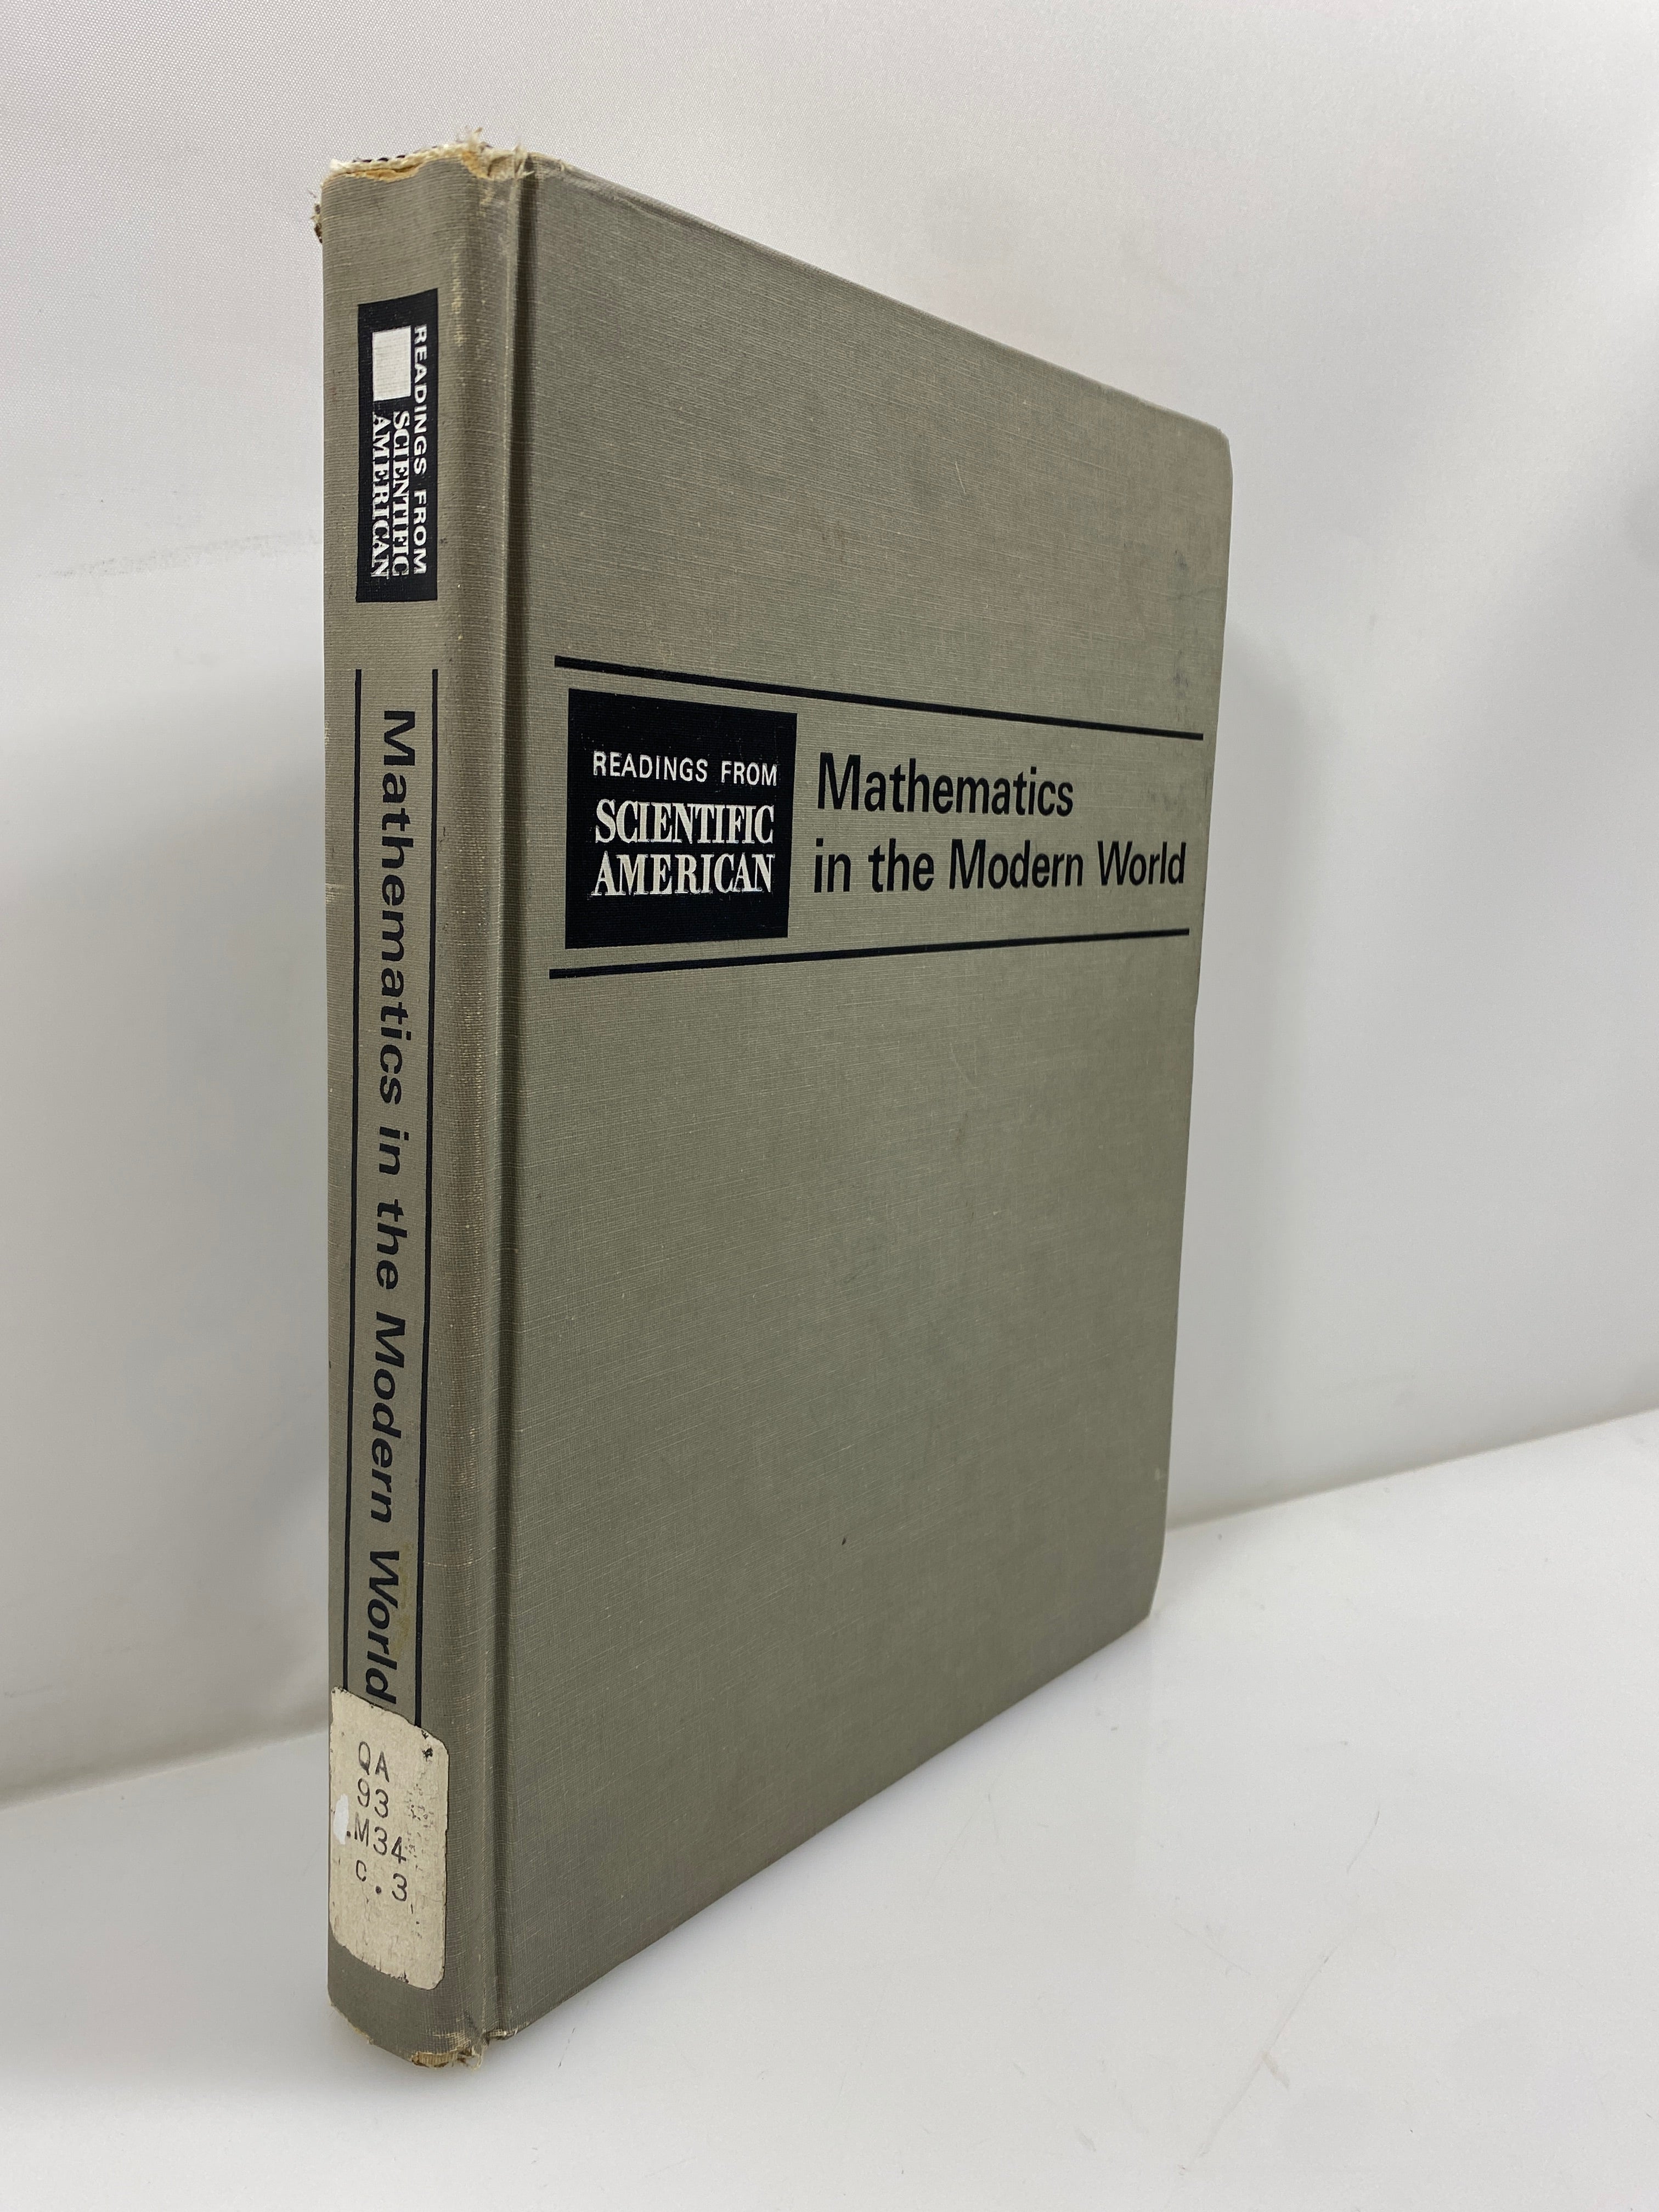 READINGS FROM
SCIENTIFIC
AMERICAN
Mathematics in the Modern World
QA
93
.M34
c.3
READINGS FROM
SCIENTIFIC
AMERICAN
Mathematics
in the Modern World